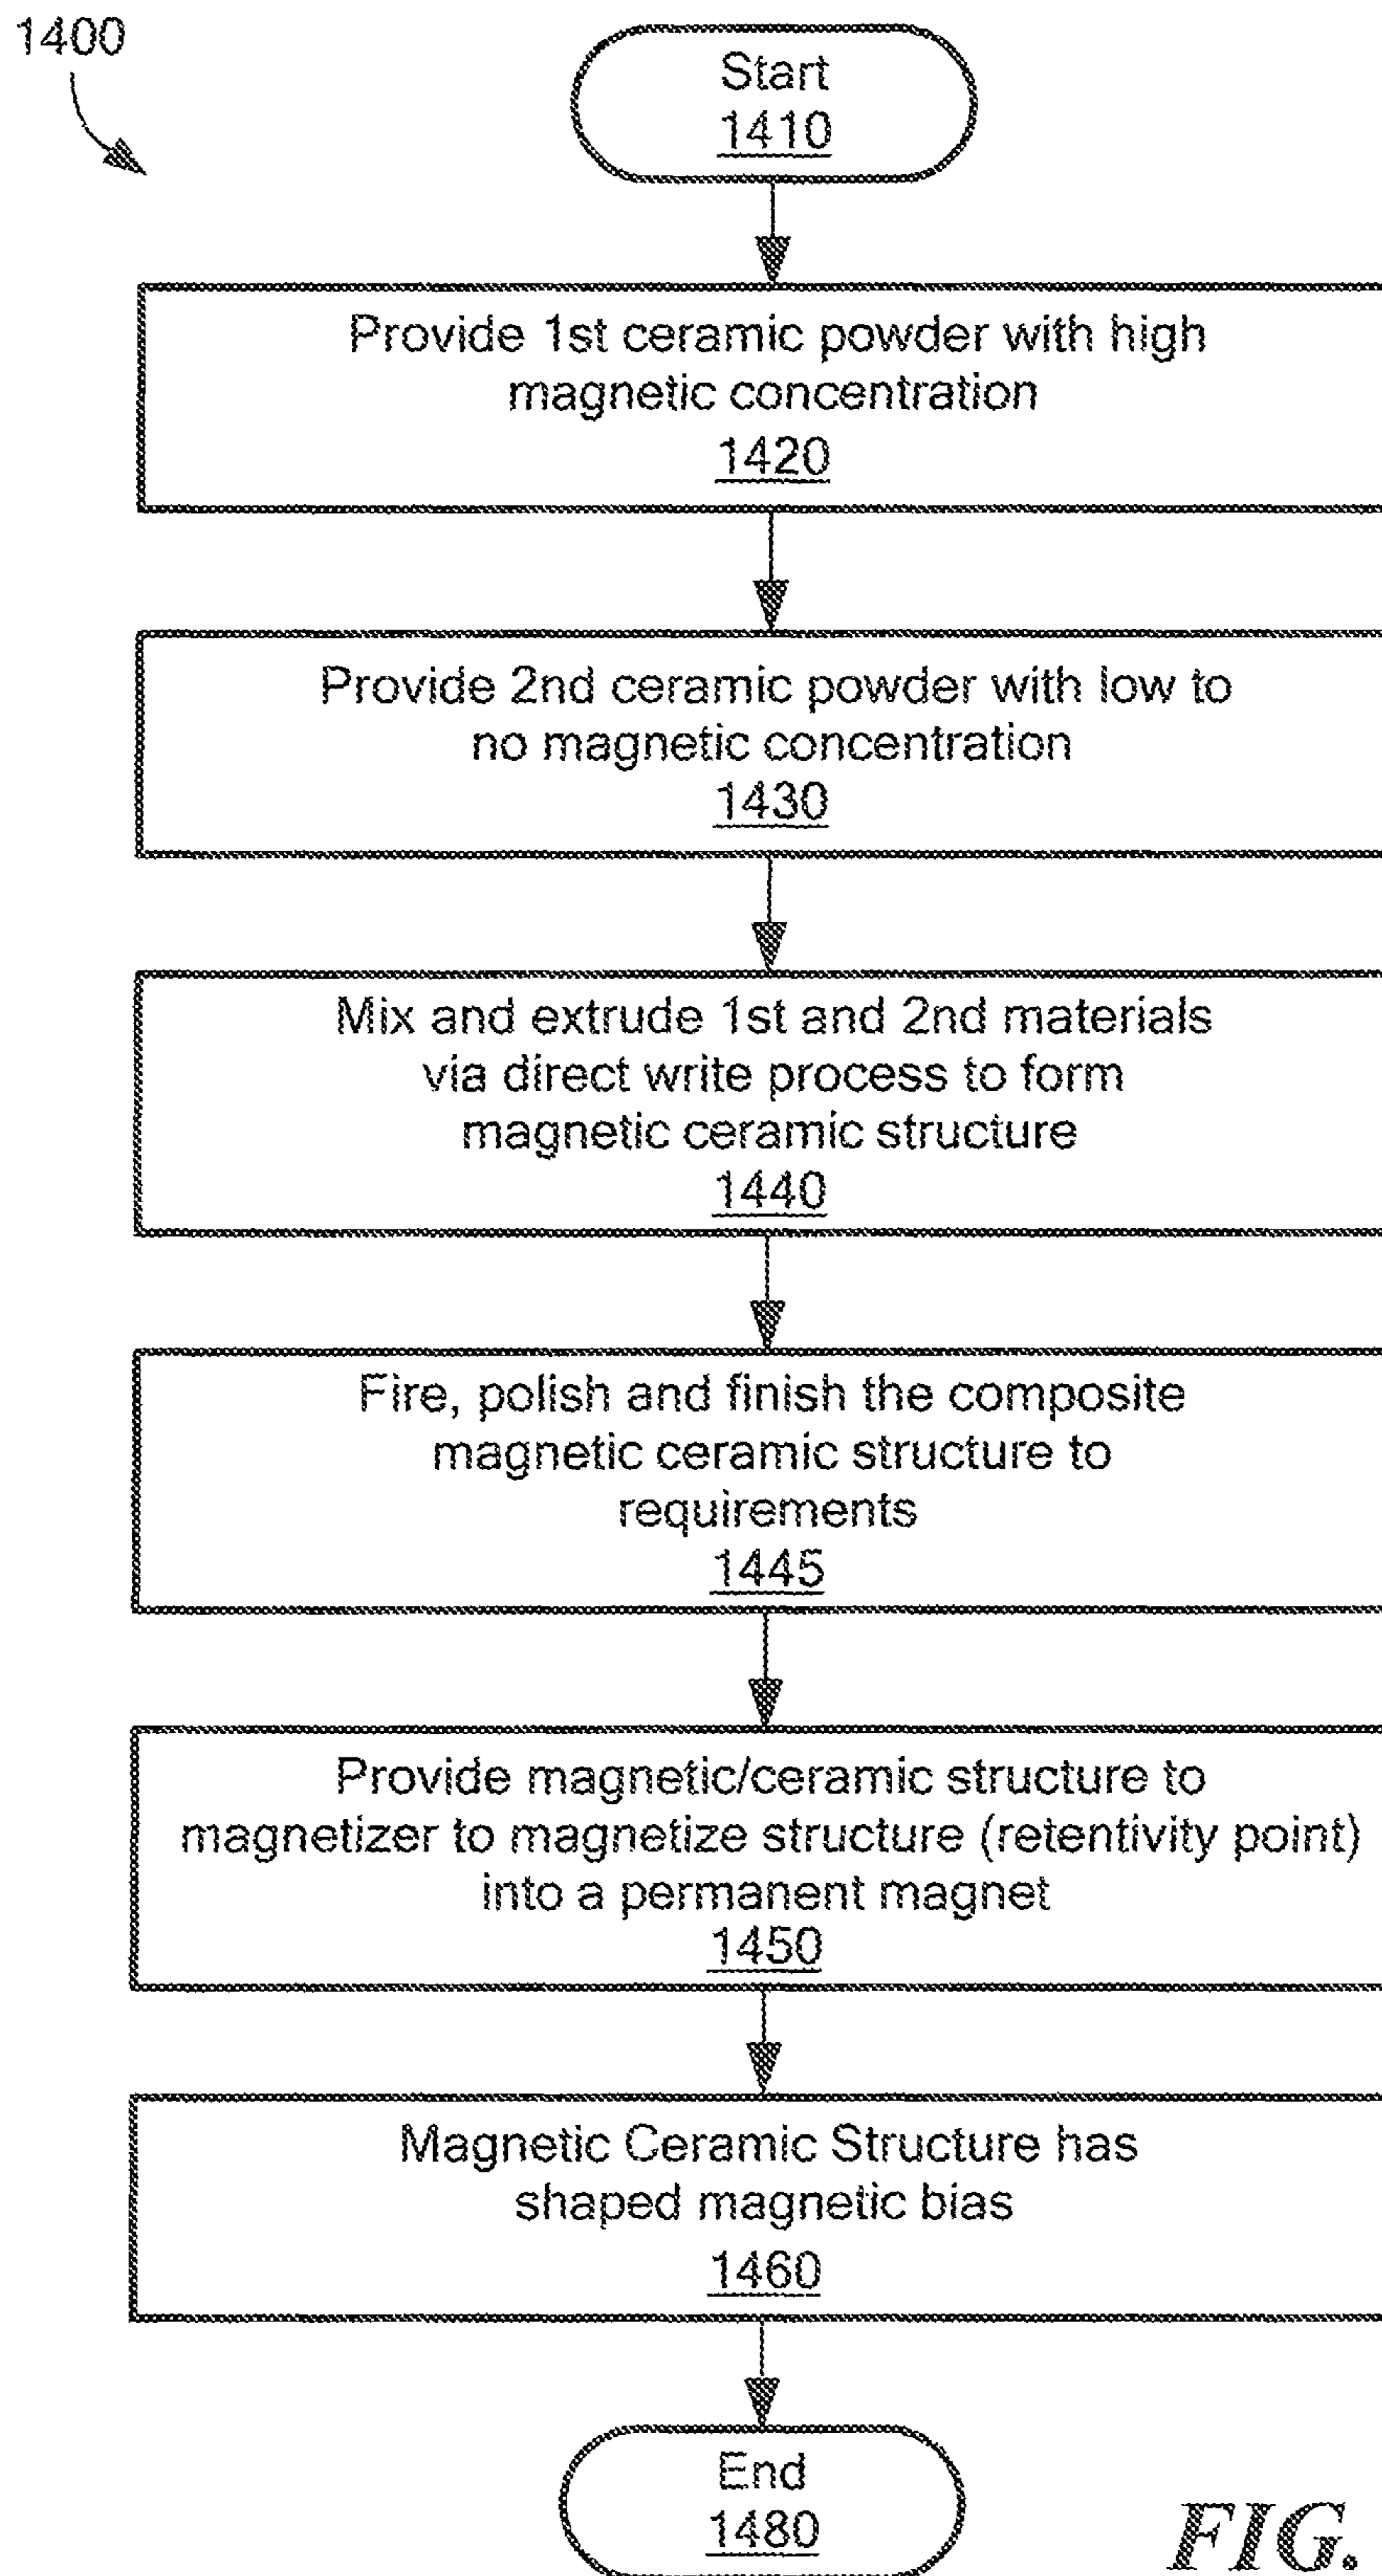 1400
Start
1410
Provide 1st ceramic powder with high
magnetic concentration
1420
Provide 2nd ceramic powder with low to
no magnetic concentration
1430
Mix and extrude 1st and 2nd materials
via direct write process to form
magnetic ceramic structure
1440
Fire, polish and finish the composite
magnetic ceramic structure to
requirements
1445
Provide magnetic/ceramic structure to
magnetizer to magnetize structure (retentivity point)
into a permanent magnet
1450
Magnetic Ceramic Structure has
shaped magnetic bias
1460
End
1480
FIG.